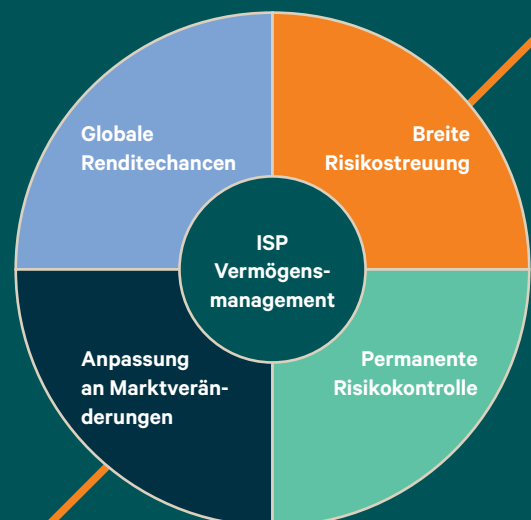 Globale
Renditechancen
Breite
Risikostreuung
ISP
Vermögens-
management
Anpassung
an Marktverän-
derungen
Permanente
Risikokontrolle